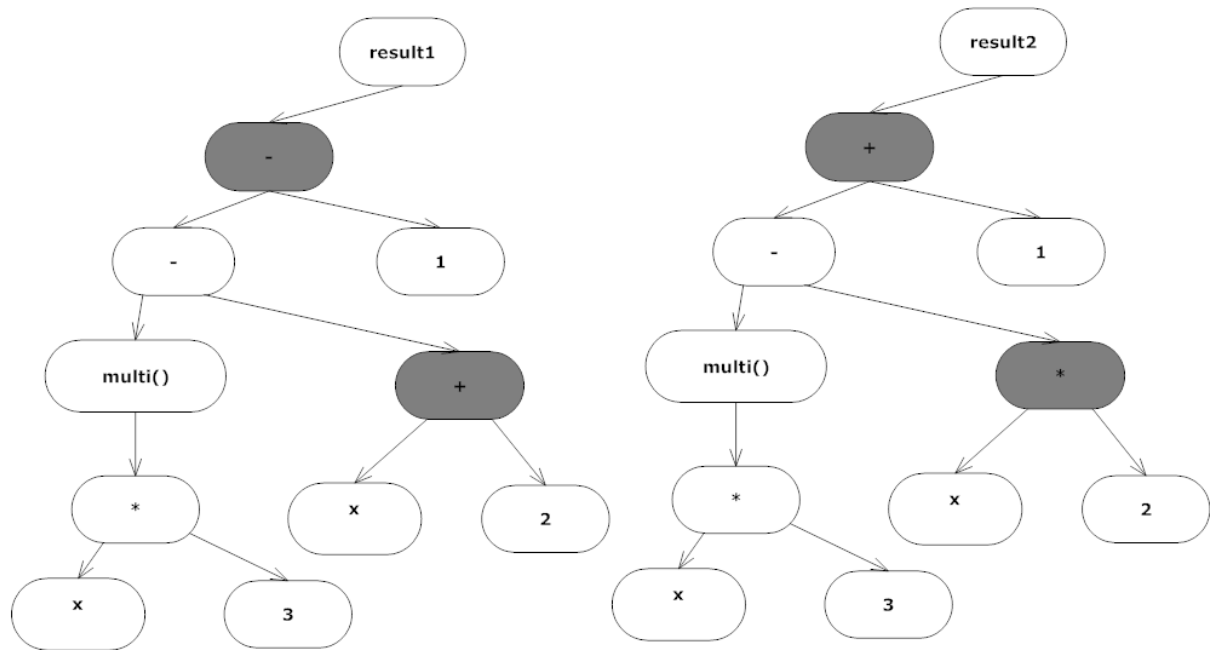 result1
-
-
1
multi()
+
*
x
2
x
3
result2
+
-
1
multi()
*
*
x
2
x
3